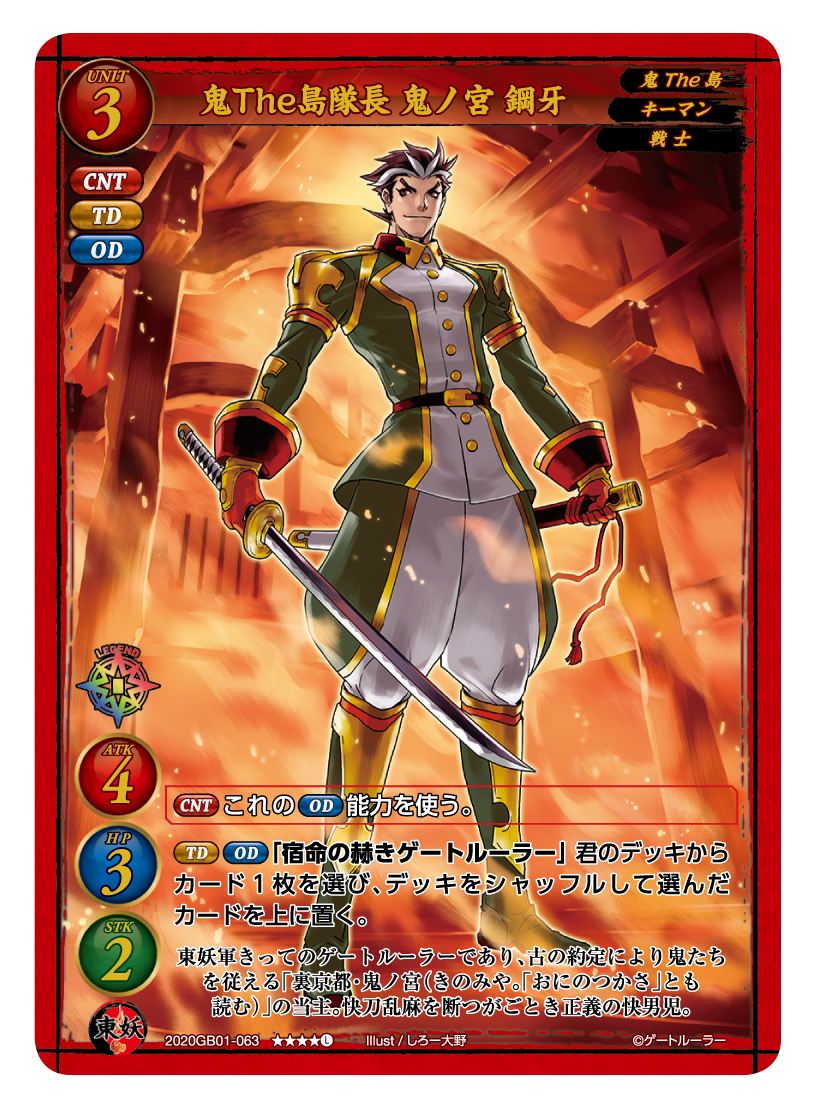 UNIT
3
鬼The้島隊長 鬼ノ宮 鋼牙
鬼 The 島
キーマン
戦士
CNT
TD
OD
LEGEND
ATK
4
CNT これの OD 能力を使う。
HP
3
TD OD 「宿命の赫きゲートルーラー」 君のデッキから
カード1枚を選び、デッキをシャッフルして選んだ
カードを上に置く。
STK
2
東妖軍きってのゲートルーラーであり、古の約定により鬼たち
を従える「裏京都・鬼ノ宮(きのみや。「おにのつかさ」とも
読む)」の当主。快刀乱麻を断つがごとき正義の快男児。
東妖
2020GB01-063 ★★★★L Illust / しろー大野 ©ゲートルーラー